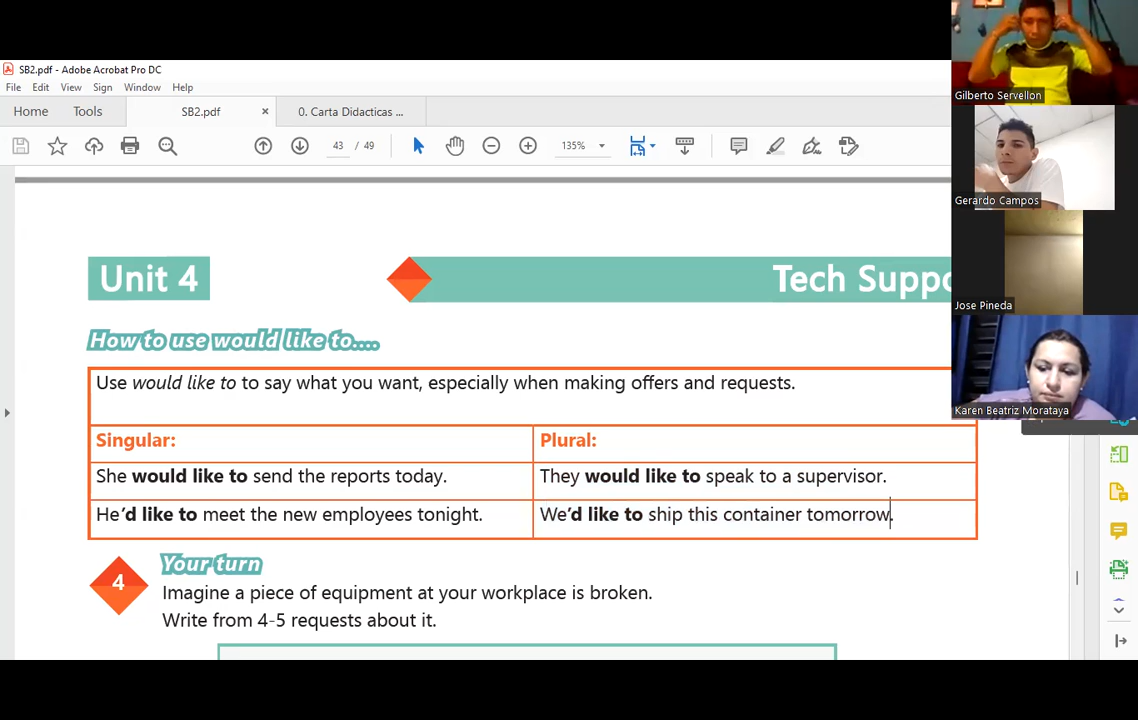 SB2.pdf - Adobe Acrobat Pro DC
File Edit View Sign Window Help
Home Tools SB2.pdf × 0. Carta Didacticas ...
43 / 49 135%
Unit 4
Tech Suppo
How to use would like to....
Use would like to to say what you want, especially when making offers and requests.
Singular: Plural:
She would like to send the reports today. They would like to speak to a supervisor.
He'd like to meet the new employees tonight. We'd like to ship this container tomorrow.
4 Your turn
Imagine a piece of equipment at your workplace is broken.
Write from 4-5 requests about it.
Gilberto Servellon
Gerardo Campos
Jose Pineda
Karen Beatriz Morataya